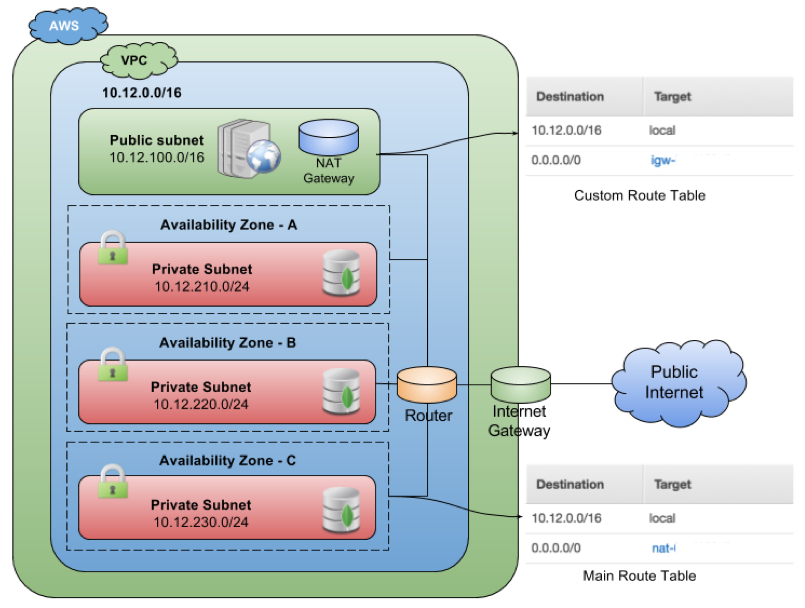 AWS
VPC
10.12.0.0/16
Public subnet
10.12.100.0/16
NAT
Gateway
Availability Zone - A
Private Subnet
10.12.210.0/24
Availability Zone - B
Private Subnet
10.12.220.0/24
Availability Zone - C
Private Subnet
10.12.230.0/24
Router
Internet
Gateway
Public
Internet
Destination Target
10.12.0.0/16 local
0.0.0.0/0 igw-
Custom Route Table
Destination Target
10.12.0.0/16 local
0.0.0.0/0 nat-i
Main Route Table